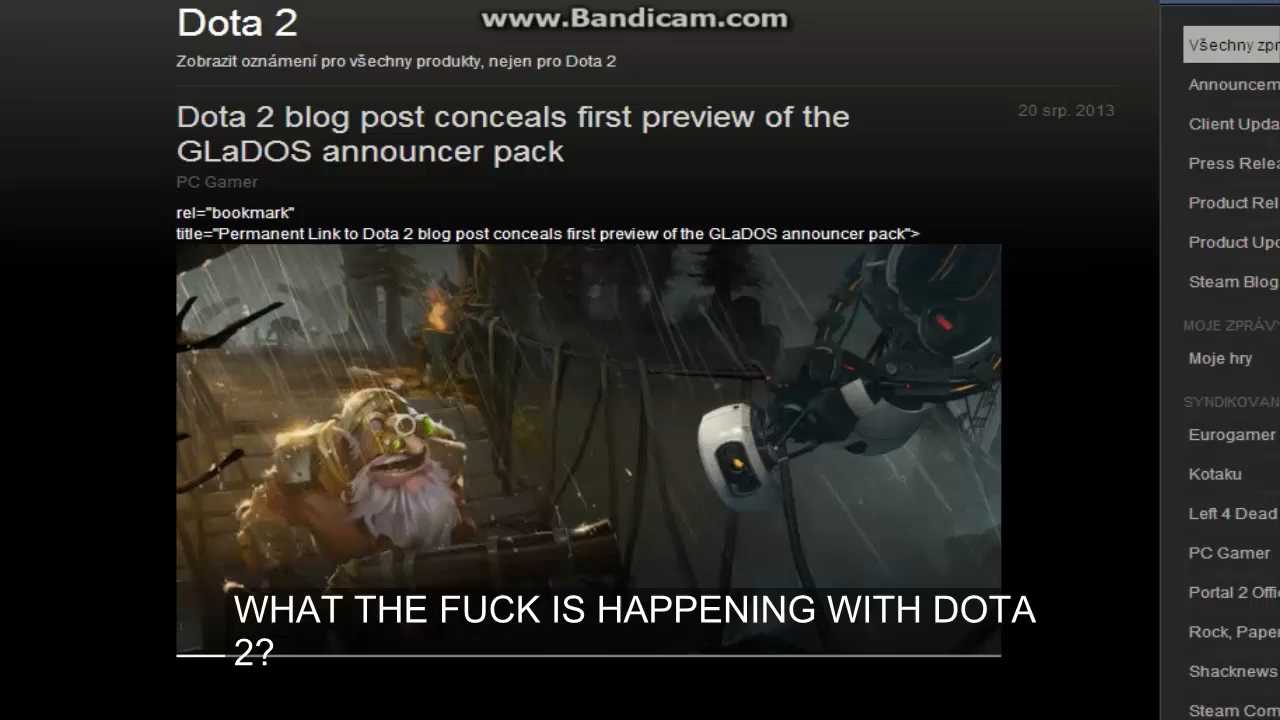 www.Bandicam.com
Dota 2
Zobrazit oznámení pro všechny produkty, nejen pro Dota 2
Dota 2 blog post conceals first preview of the
GLaDOS announcer pack
20 srp. 2013
PC Gamer
rel="bookmark"
title="Permanent Link to Dota 2 blog post conceals first preview of the GLaDOS announcer pack">
WHAT THE FUCK IS HAPPENING WITH DOTA
2?
Všechny zpr
Announcem
Client Upda
Press Relea
Product Rel
Product Upd
Steam Blog
MOJE ZPRÁV
Moje hry
SYNDIKOVAN
Eurogamer
Kotaku
Left 4 Dead
PC Gamer
Portal 2 Offi
Rock, Paper
Shacknews
Steam Com